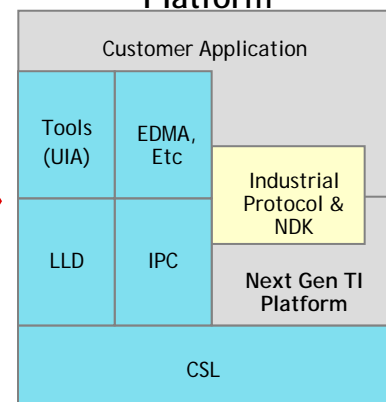 Platform
Customer Application
Tools
(UIA)
EDMA,
Etc
Industrial
Protocol &
NDK
LLD
IPC
Next Gen TI
Platform
CSL